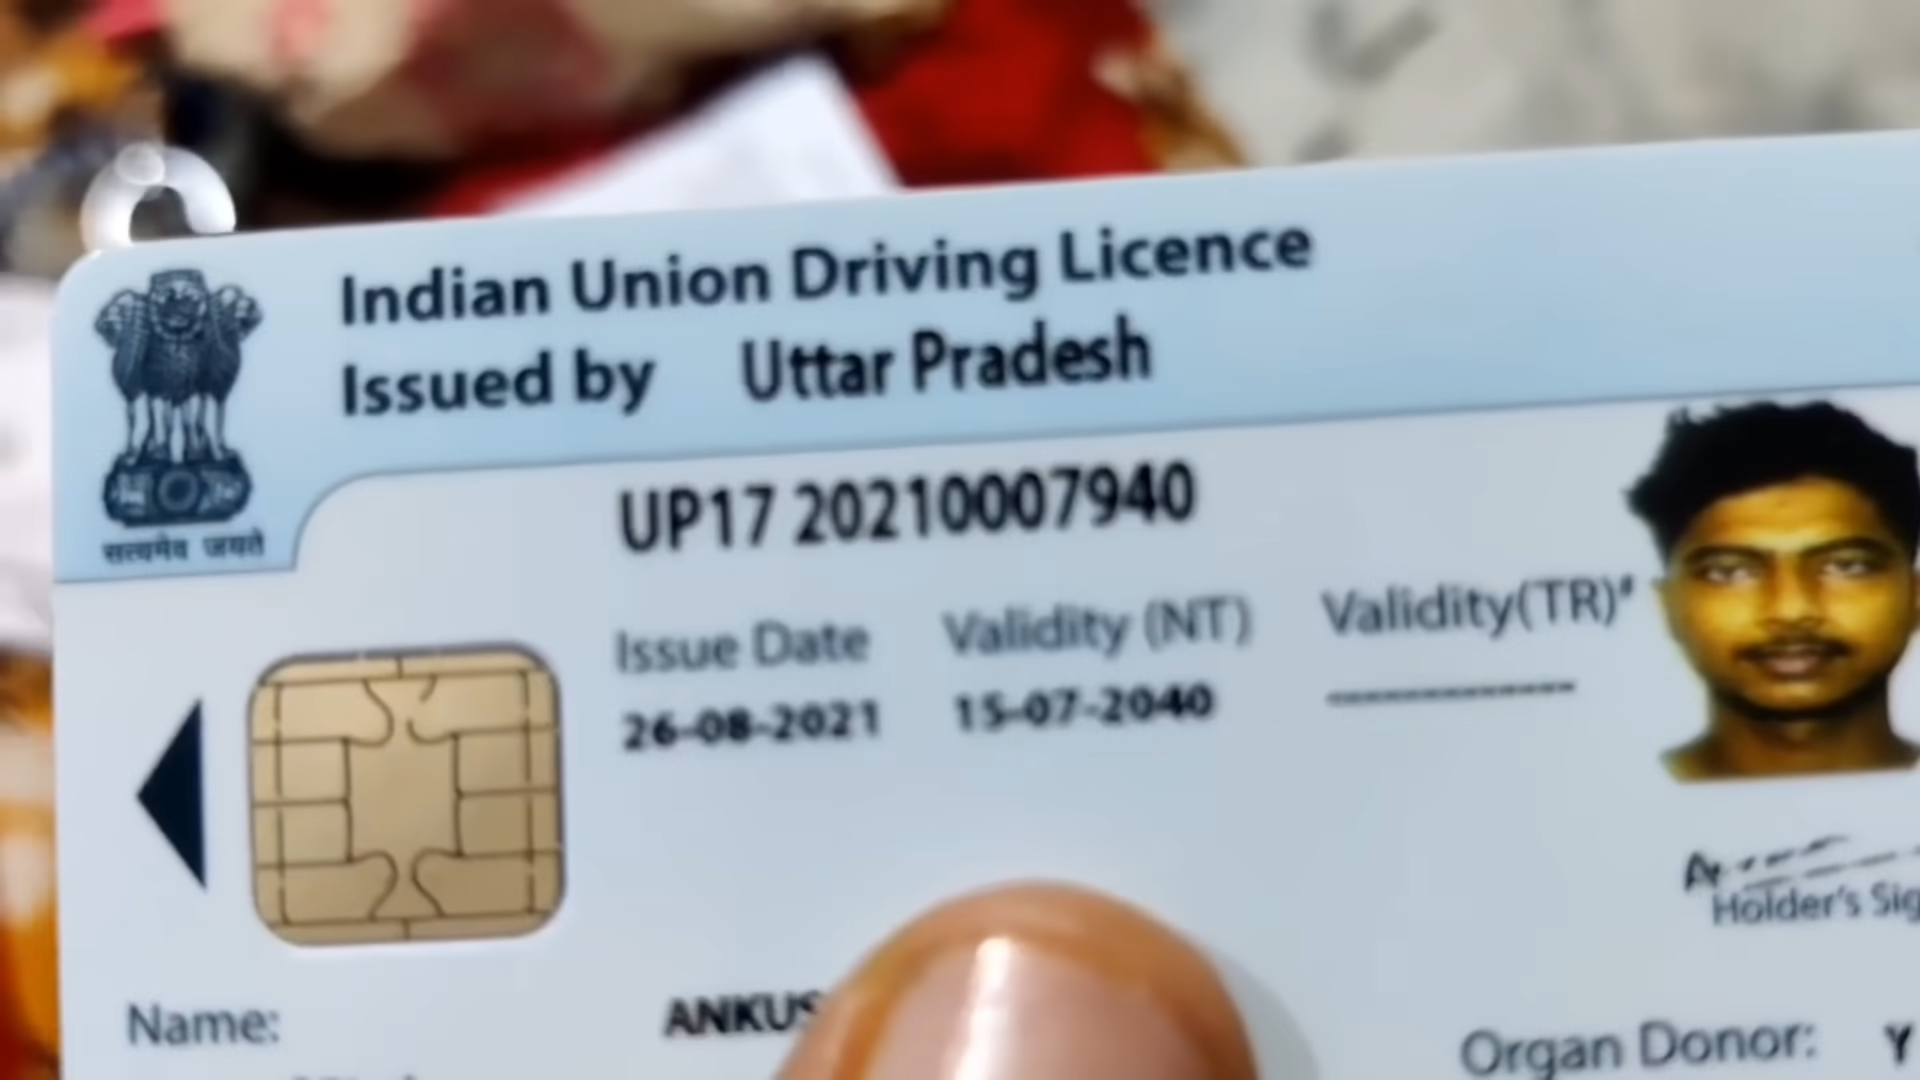 Indian Union Driving Licence
Issued by Uttar Pradesh
सत्यमेव जयते
UP17 20210007940
Issue Date Validity (NT) Validity(TR)#
26-08-2021 15-07-2040 -------------
Holder's Sig
Name: ANKUS
Organ Donor: Y